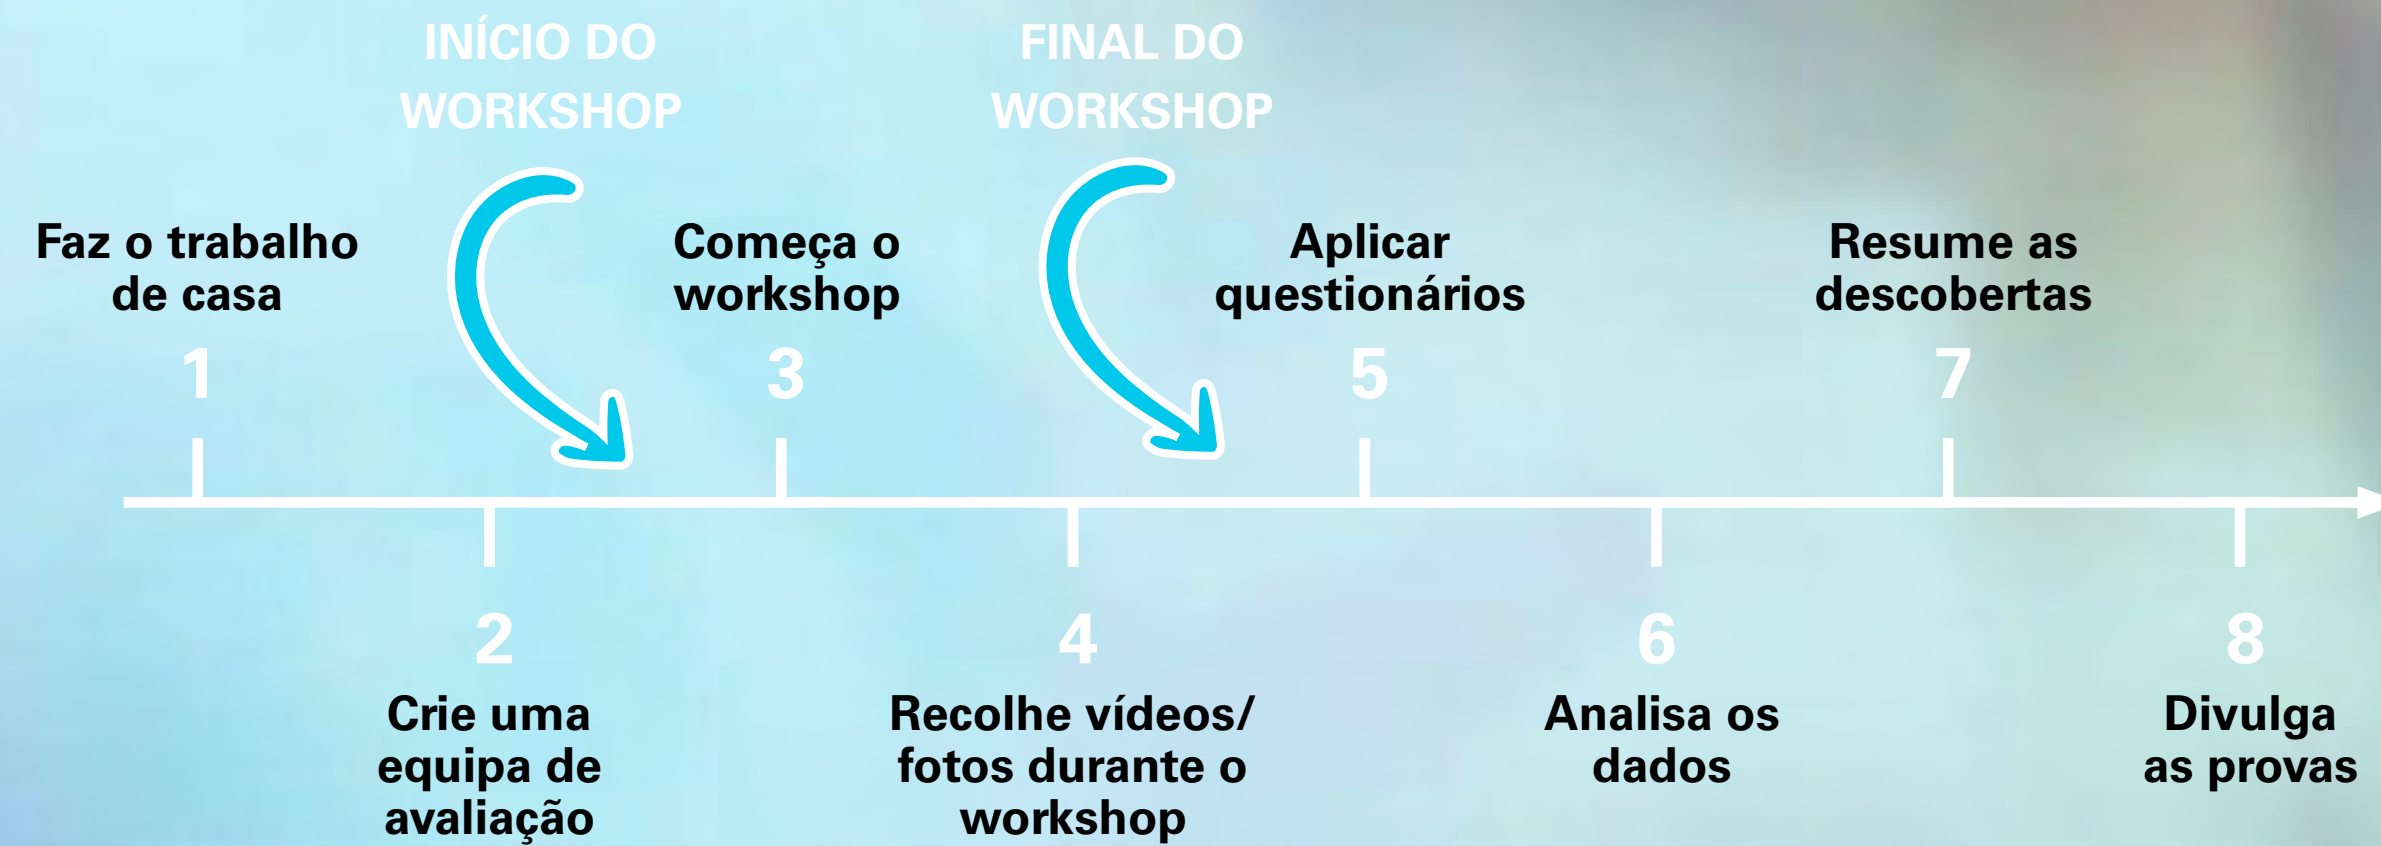 INÍCIO DO
WORKSHOP
FINAL DO
WORKSHOP
Faz o trabalho
de casa
1
Começa o
workshop
3
Aplicar
questionários
5
Resume as
descobertas
7
2
Crie uma
equipa de
avaliação
4
Recolhe vídeos/
fotos durante o
workshop
6
Analisa os
dados
8
Divulga
as provas